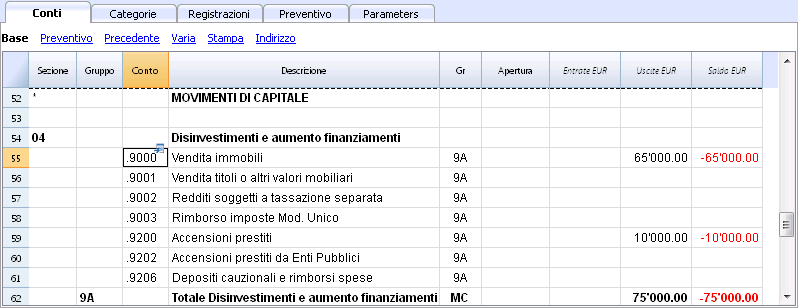 Conti Categorie Registrazioni Preventivo Parameters
Base Preventivo Precedente Varia Stampa Indirizzo
Sezione Gruppo Conto Descrizione Gr Apertura Entrate EUR Uscite EUR Saldo EUR
52 * MOVIMENTI DI CAPITALE
53
54 04 Disinvestimenti e aumento finanziamenti
55 .9000 Vendita immobili 9A 65'000.00 -65'000.00
56 .9001 Vendita titoli o altri valori mobiliari 9A
57 .9002 Redditi soggetti a tassazione separata 9A
58 .9003 Rimborso imposte Mod. Unico 9A
59 .9200 Accensioni prestiti 9A 10'000.00 -10'000.00
60 .9202 Accensioni prestiti da Enti Pubblici 9A
61 .9206 Depositi cauzionali e rimborsi spese 9A
62 9A Totale Disinvestimenti e aumento finanziamenti MC 75'000.00 -75'000.00